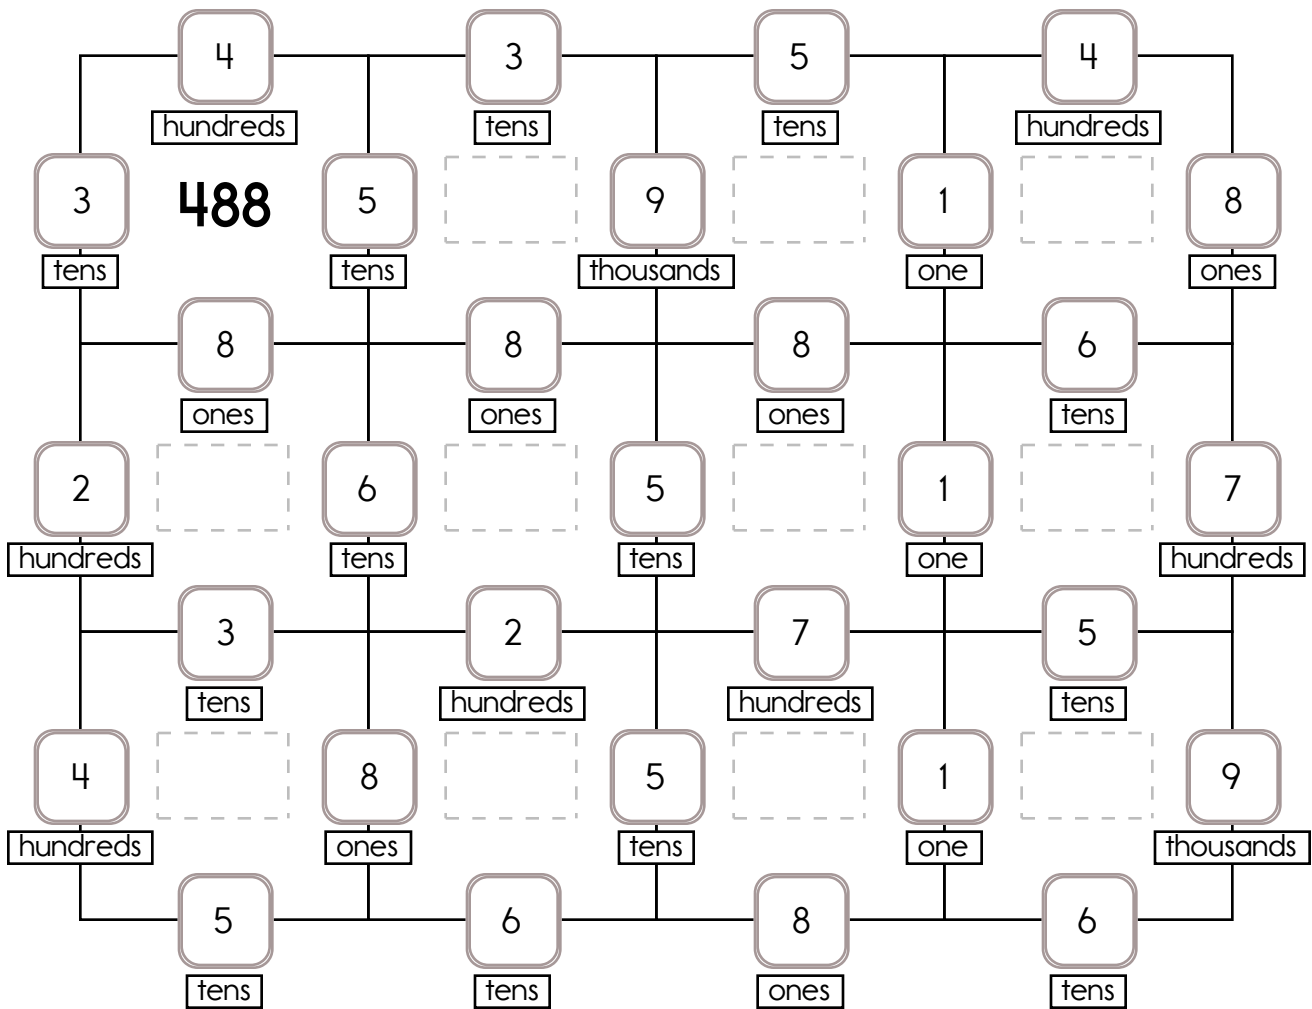 4 3 5 4
hundreds tens tens hundreds
3 488 5 9 1 8
tens tens thousands one ones
8 8 8 6
ones ones ones tens
2 6 5 1 7
hundreds tens tens one hundreds
3 2 7 5
tens hundreds hundreds tens
4 8 5 1 9
hundreds ones tens one thousands
5 6 8 6
tens tens ones tens